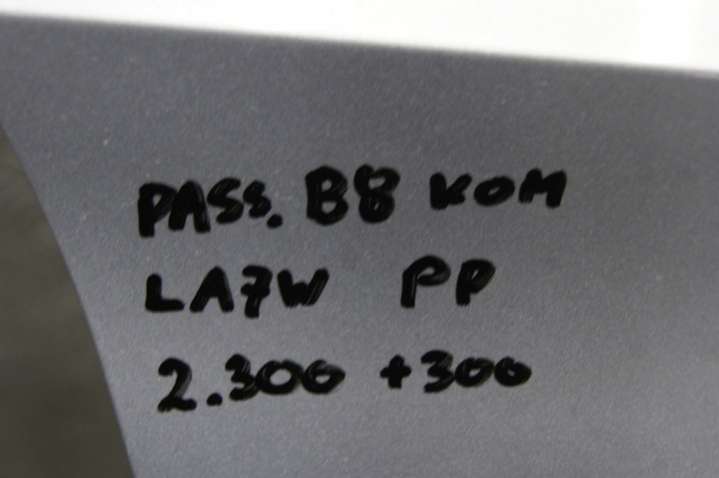 PASS. B8 KOM
LA7W PP
2.300 +300